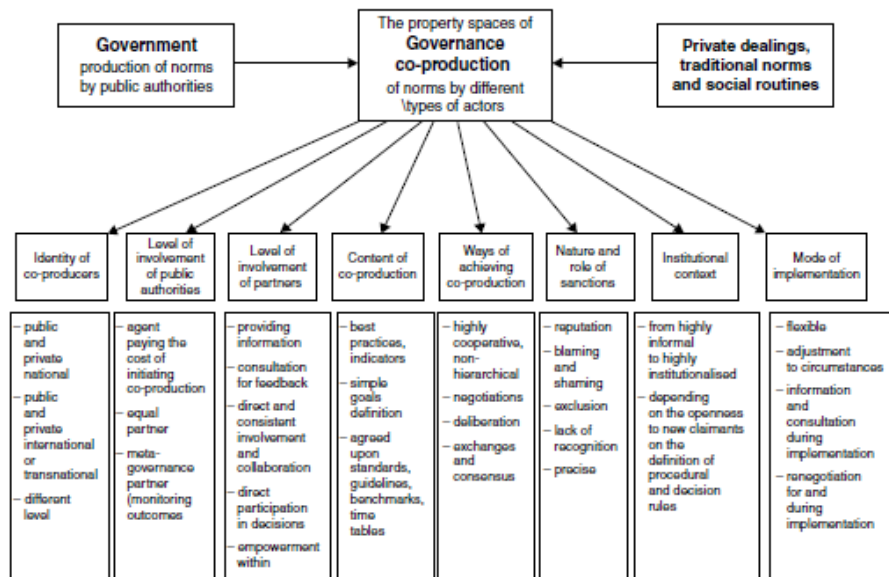 Government
production of norms
by public authorities
The property spaces of
Governance
co-production
of norms by different
\types of actors
Private dealings,
traditional norms
and social routines
Identity of
co-producers
Level of
involvement
of public
authorities
Level of
involvement
of partners
Content of
co-production
Ways of
achieving
co-production
Nature and
role of
sanctions
Institutional
context
Mode of
implementation
– public
and
private
national
– public
and
private
international
or
transnational
– different
level
– agent
paying the
cost of
initiating
co-production
– equal
partner
– meta-
governance
partner
(monitoring
outcomes
– providing
information
– consultation
for feedback
– direct and
consistent
involvement
and
collaboration
– direct
participation
in decisions
– empowerment
within
– best
practices,
indicators
– simple
goals
definition
– agreed
upon
standards,
guidelines,
benchmarks,
time
tables
– highly
cooperative,
non-
hierarchical
– negotiations
– deliberation
– exchanges
and
consensus
– reputation
– blaming
and
shaming
– exclusion
– lack of
recognition
– precise
– from highly
informal
to highly
institutionalised
– depending
on the openness
to new claimants
on the
definition of
procedural
and decision
rules
– flexible
– adjustment
to circumstances
– information
and
consultation
during
implementation
– renegotiation
for and
during
implementation